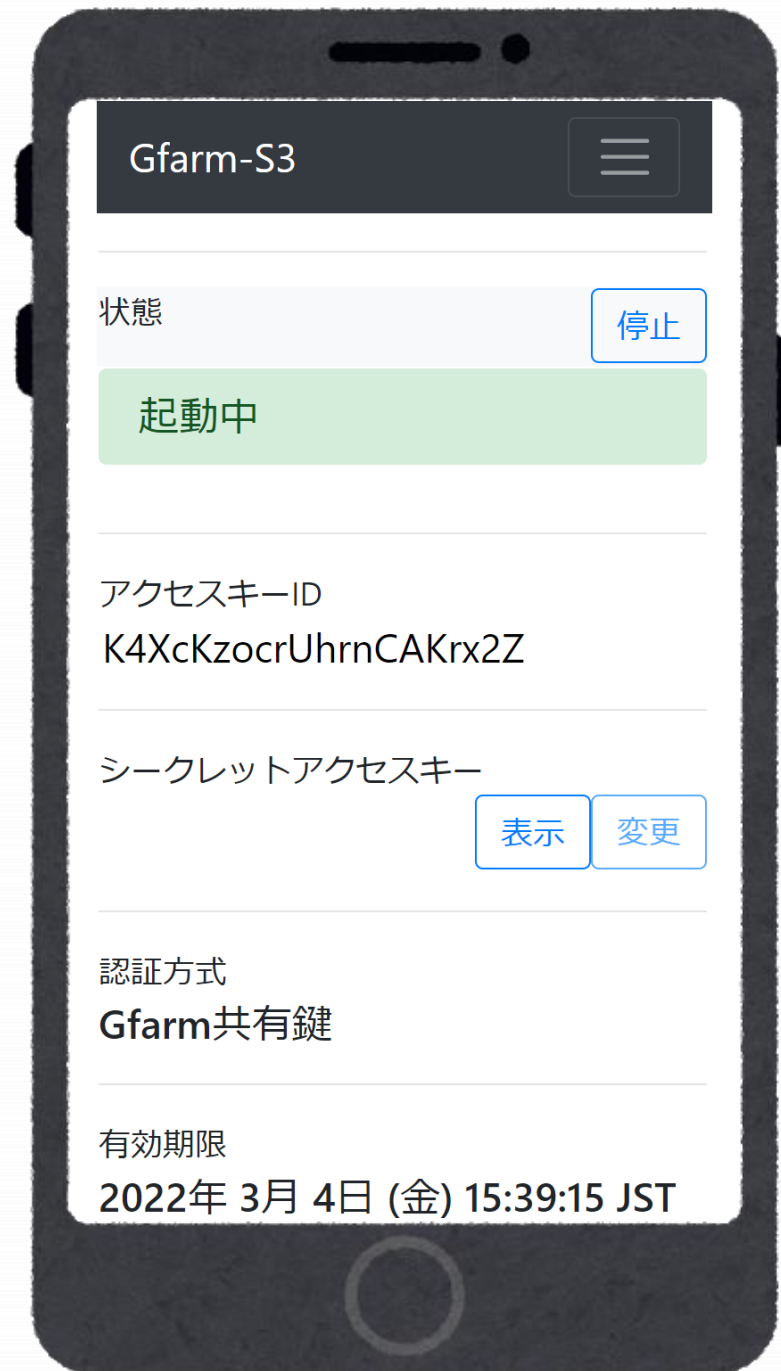 Gfarm-S3
状態
停止
起動中
アクセスキーID
K4XcKzocrUhrnCAKrx2Z
シークレットアクセスキー
表示 変更
認証方式
Gfarm共有鍵
有効期限
2022年 3月 4日 (金) 15:39:15 JST